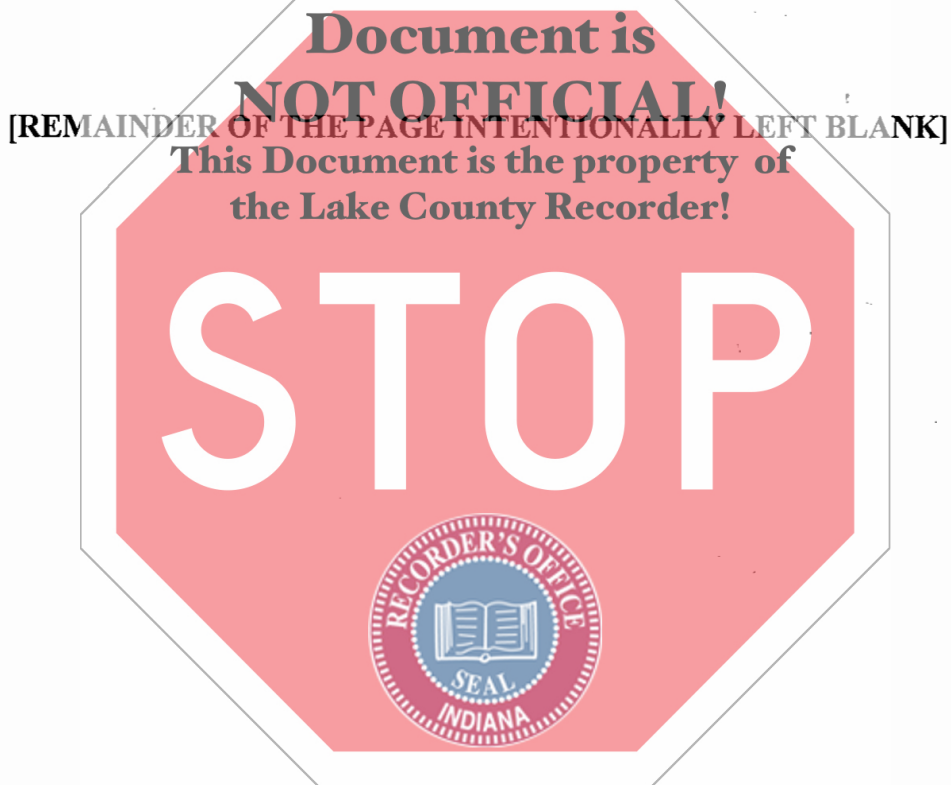 Document is
NOT OFFICIAL!
[REMAINDER OF THE PAGE INTENTIONALLY LEFT BLANK]
This Document is the property of
the Lake County Recorder!
STOP
RECORDER'S OFFICE
SEAL
INDIANA